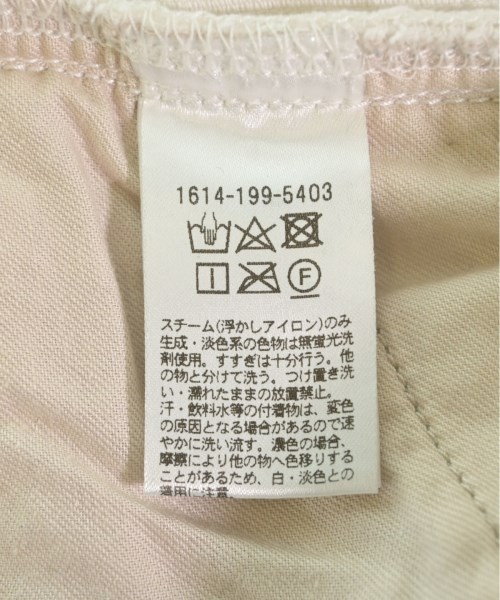 1614-199-5403
F
スチーム(浮かしアイロン)のみ
生成・淡色系の色物は無蛍光洗
剤使用。すすぎは十分行う。他
の物と分けて洗う。つけ置き洗
い・濡れたままの放置禁止。
汗・飲料水等の付着物は、変色
の原因となる場合があるので速
やかに洗い流す。濃色の場合、
摩擦により他の物へ色移りする
ことがあるため、白・淡色との
着用に注意。